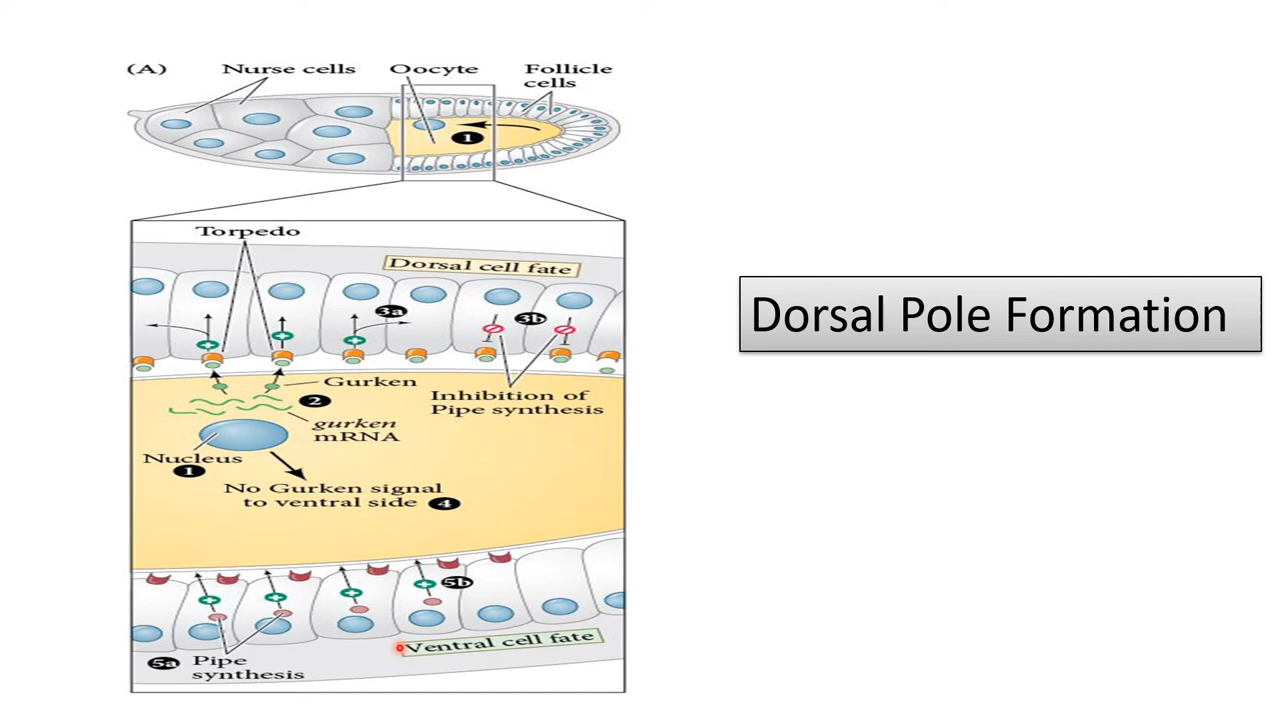 (A)
Nurse cells
Oocyte
Follicle
cells
1
Torpedo
Dorsal cell fate
3a
3b
Gurken
2
gurken
mRNA
Inhibition of
Pipe synthesis
Nucleus
1
No Gurken signal
to ventral side 4
5b
5a Pipe
synthesis
Ventral cell fate
Dorsal Pole Formation